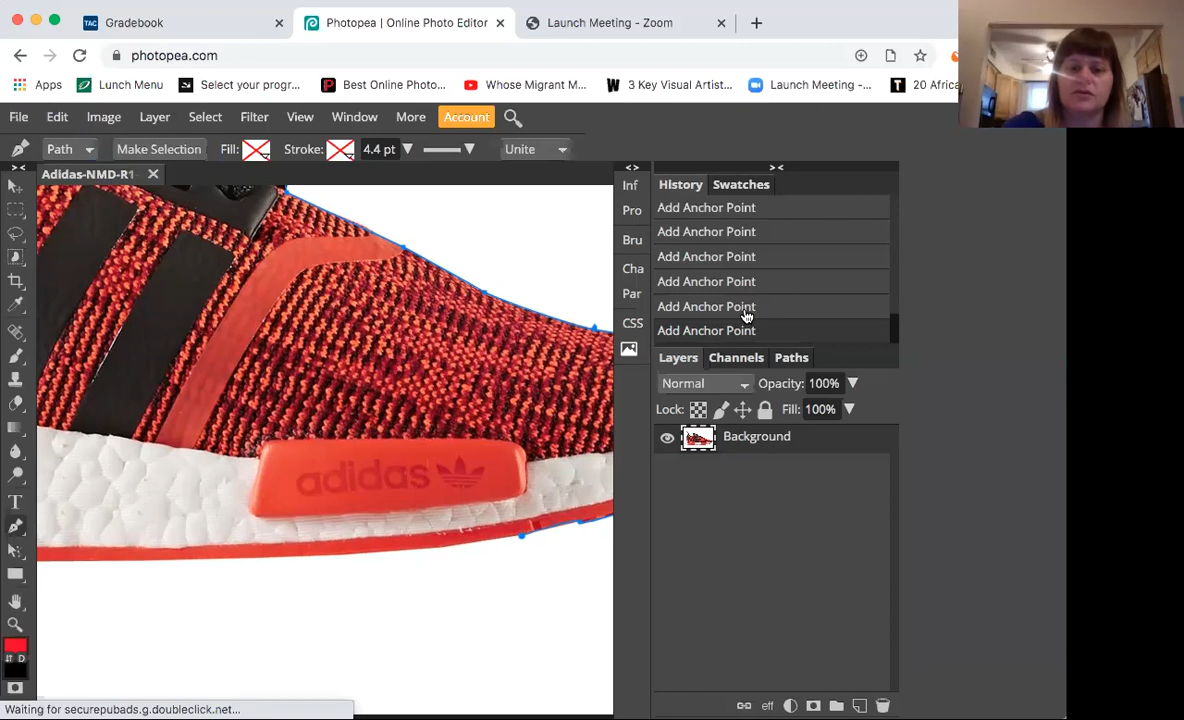 Gradebook
Photopea | Online Photo Editor
Launch Meeting - Zoom
photopea.com
Apps
Lunch Menu
Select your progr...
Best Online Photo...
Whose Migrant M...
3 Key Visual Artist...
Launch Meeting -...
20 Africa
File Edit Image Layer Select Filter View Window More Account
Path Make Selection Fill: Stroke: 4.4 pt Unite
Adidas-NMD-R1
Inf
Pro
Bru
Cha
Par
CSS
History Swatches
Add Anchor Point
Add Anchor Point
Add Anchor Point
Add Anchor Point
Add Anchor Point
Add Anchor Point
Layers Channels Paths
Normal Opacity: 100%
Lock: Fill: 100%
Background
adidas
eff
D
Waiting for securepubads.g.doubleclick.net...